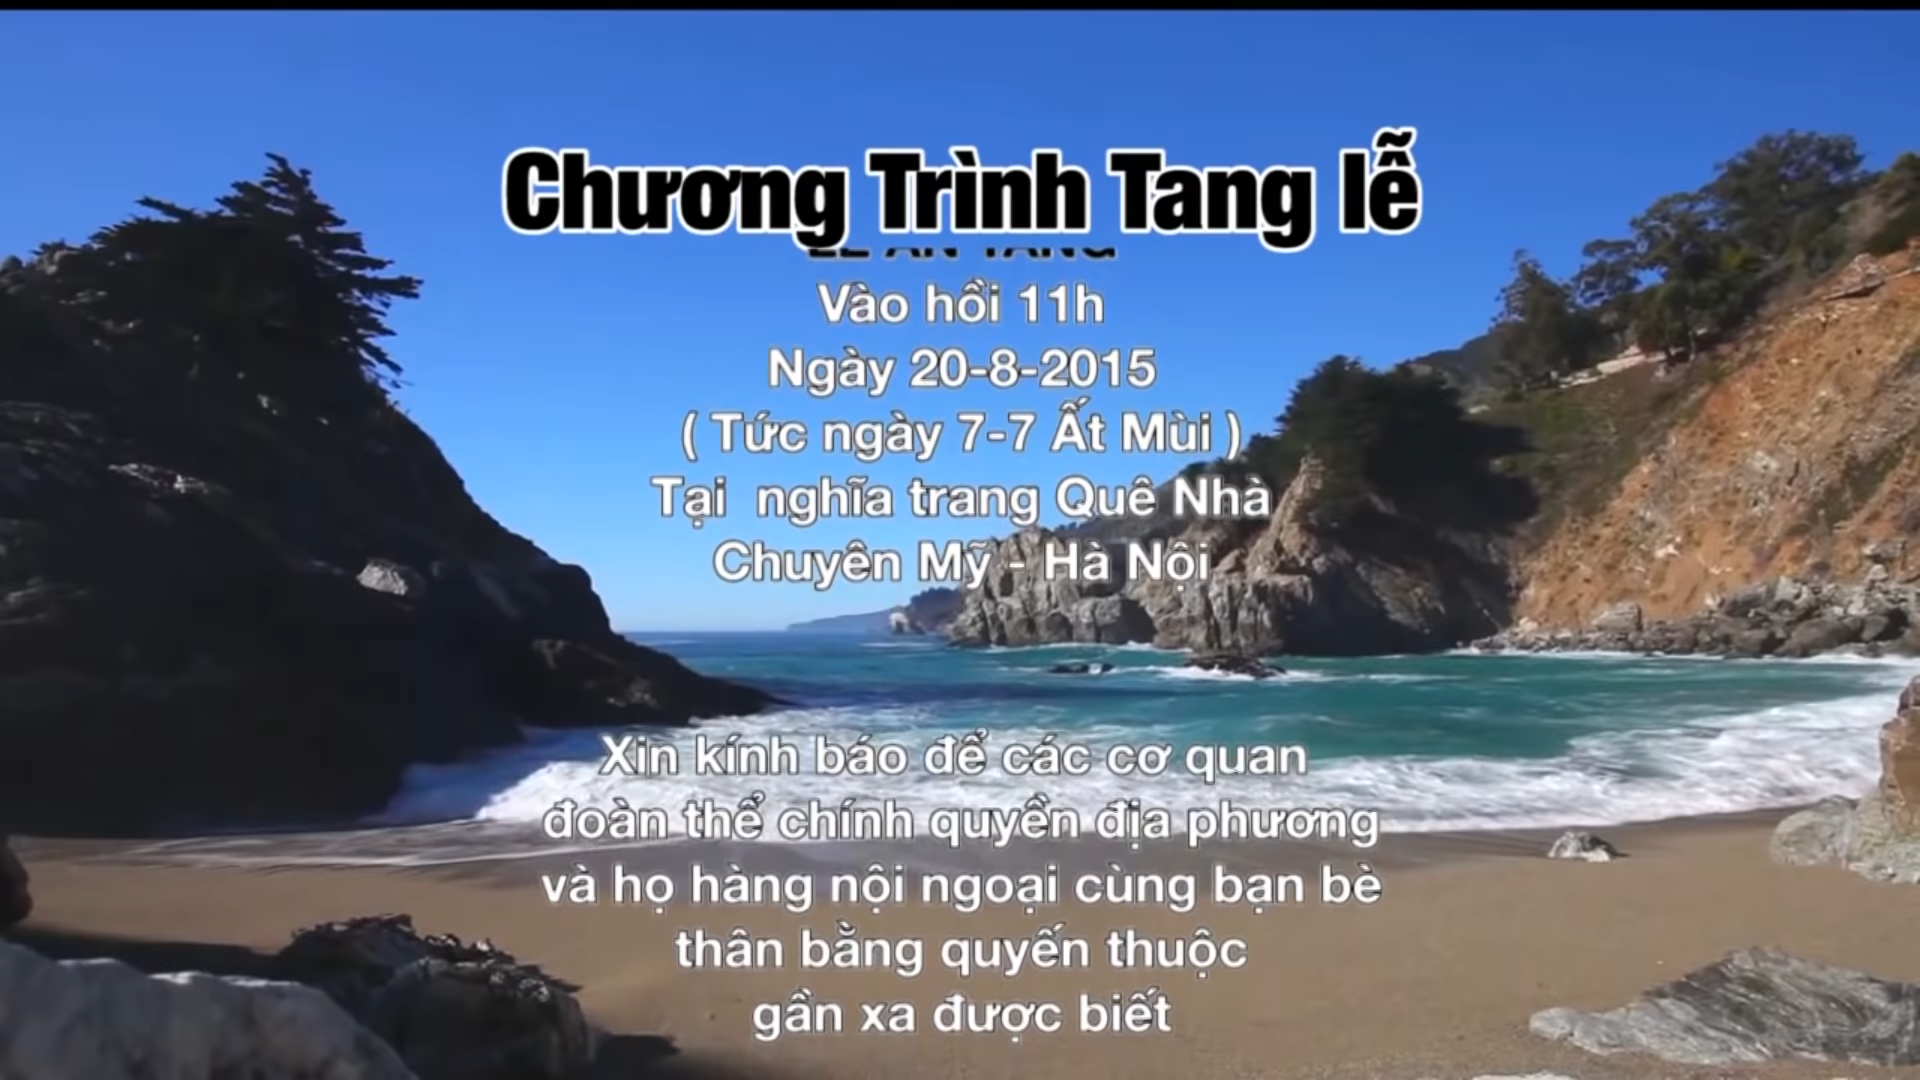 Chương Trình Tang lễ
Vào hồi 11h
Ngày 20-8-2015
( Tức ngày 7-7 Ất Mùi )
Tại  nghĩa trang Quê Nhà
Chuyên Mỹ - Hà Nội
Xin kính báo để các cơ quan
đoàn thể chính quyền địa phương
và họ hàng nội ngoại cùng bạn bè
thân bằng quyến thuộc
gần xa được biết